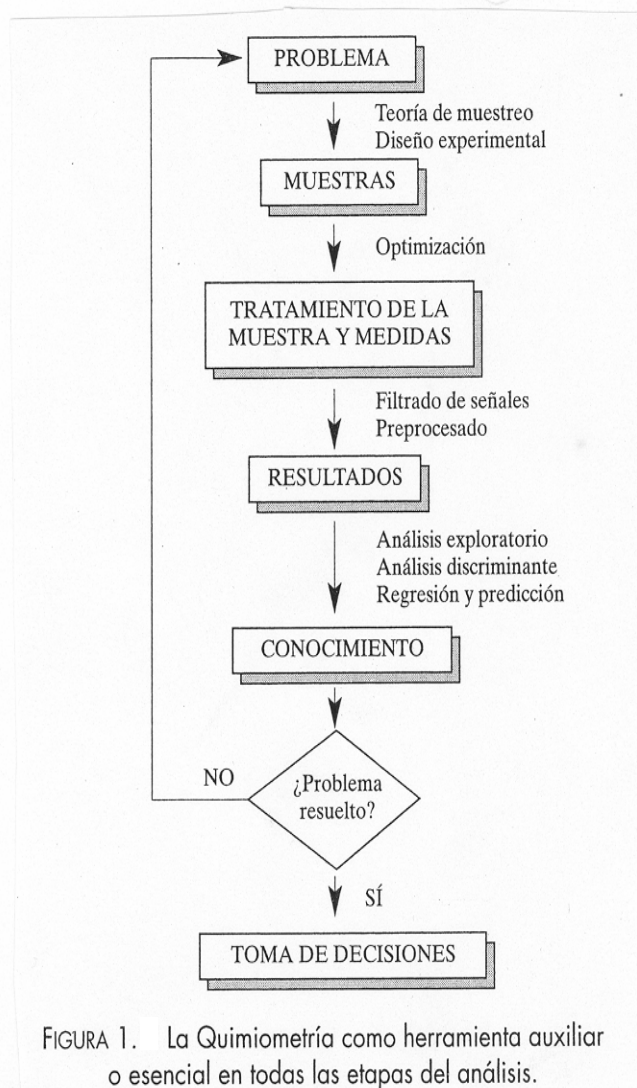 PROBLEMA
Teoría de muestreo
Diseño experimental
MUESTRAS
Optimización
TRATAMIENTO DE LA
MUESTRA Y MEDIDAS
Filtrado de señales
Preprocesado
RESULTADOS
Análisis exploratorio
Análisis discriminante
Regresión y predicción
CONOCIMIENTO
NO
¿Problema
resuelto?
SÍ
TOMA DE DECISIONES
FIGURA 1. La Quimiometría como herramienta auxiliar
o esencial en todas las etapas del análisis.